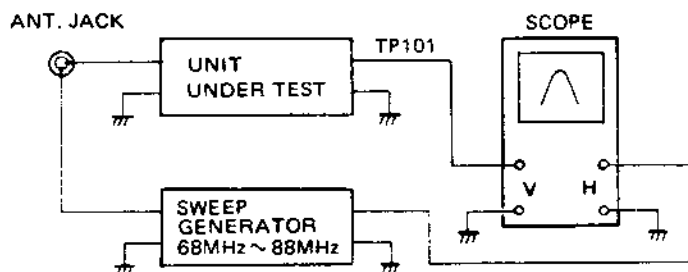 ANT. JACK
UNIT
UNDER TEST
TP101
SCOPE
V H
SWEEP
GENERATOR
68MHz ~ 88MHz